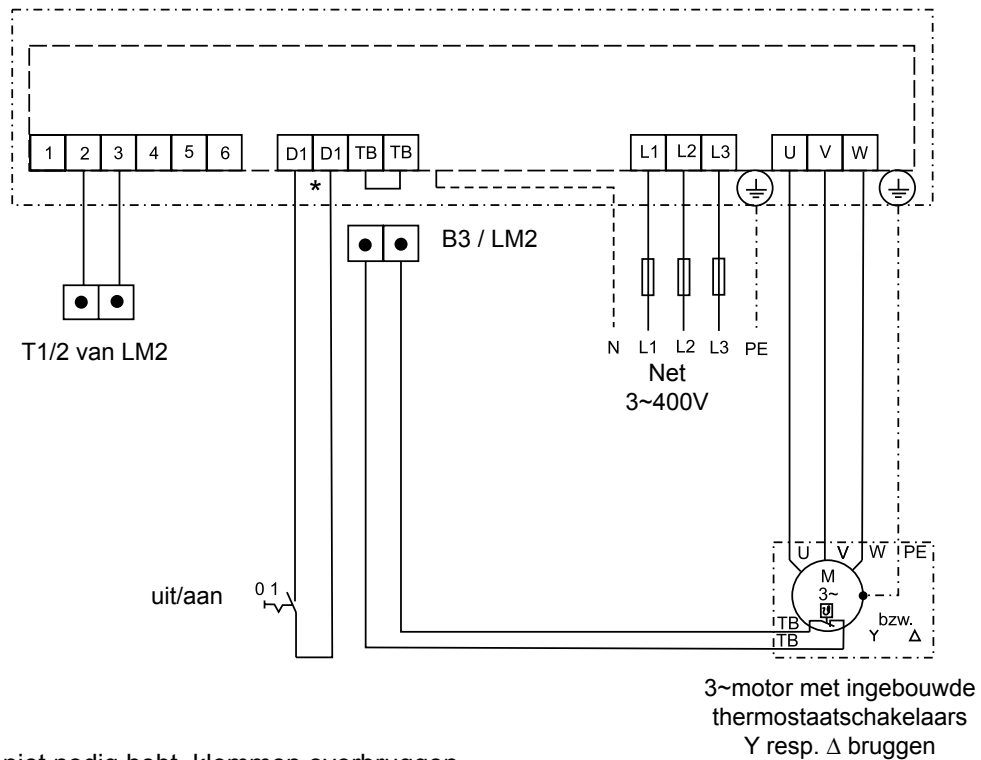 1 2 3 4 5 6 D1 D1 TB TB L1 L2 L3 U V W
*
B3 / LM2
T1/2 van LM2
N L1 L2 L3 PE
Net
3~400V
U V W PE
M
3~
uit/aan
0 1
TB
TB
bzw.
Y Δ
3~motor met ingebouwde
thermostaatschakelaars
Y resp. Δ bruggen